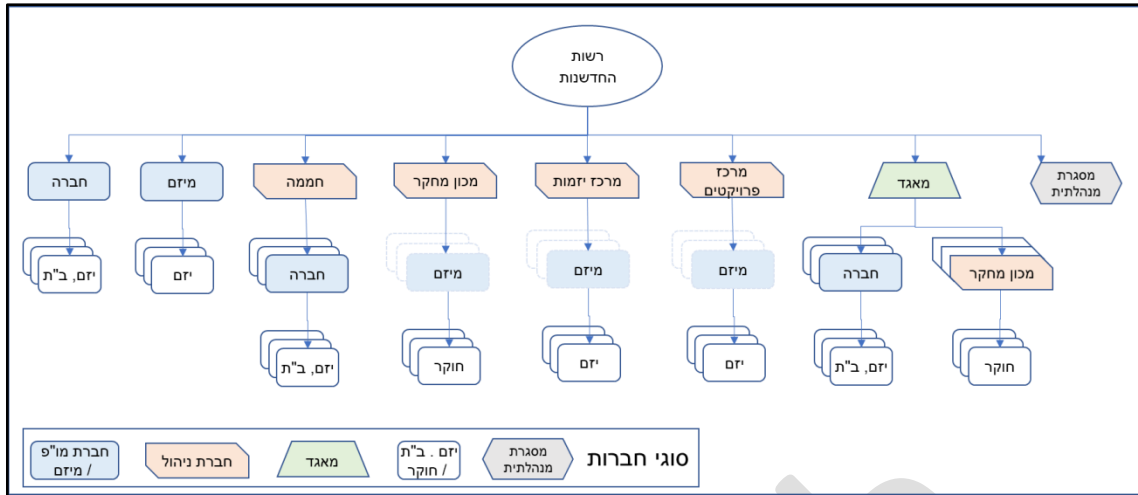 רשות
החדשנות
חברה
מיזם
חממה
מכון מחקר
מרכז יזמות
מרכז
פרויקטים
מאגד
מסגרת
מנהלתית
יזם, ב"ת
יזם
חברה
מיזם
מיזם
מיזם
חברה
מכון מחקר
יזם, ב"ת
חוקר
יזם
יזם
יזם, ב"ת
חוקר
סוגי חברות
מסגרת
מנהלתית
יזם . ב"ת
/ חוקר
מאגד
חברת ניהול
חברת מו"פ
/ מיזם